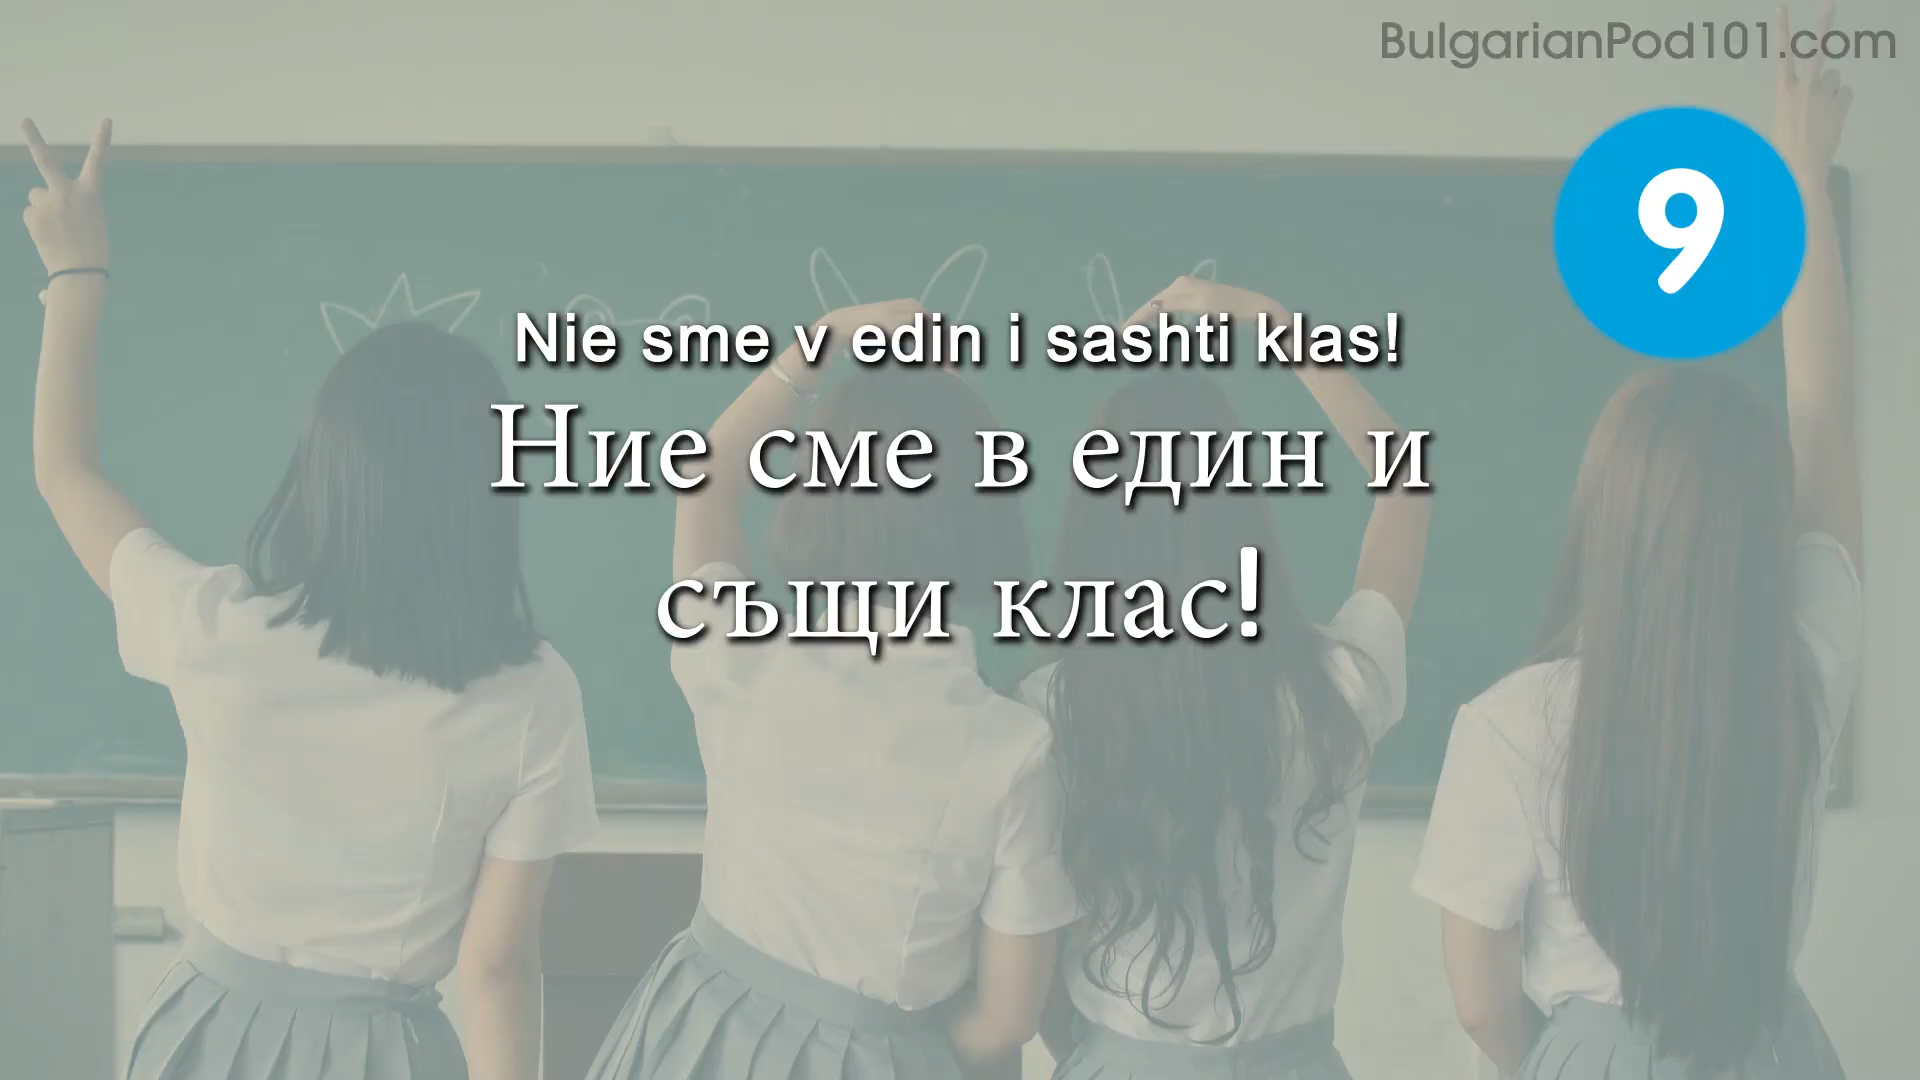 BulgarianPod101.com
9
Nie sme v edin i sashti klas!
Ние сме в един и
същи клас!